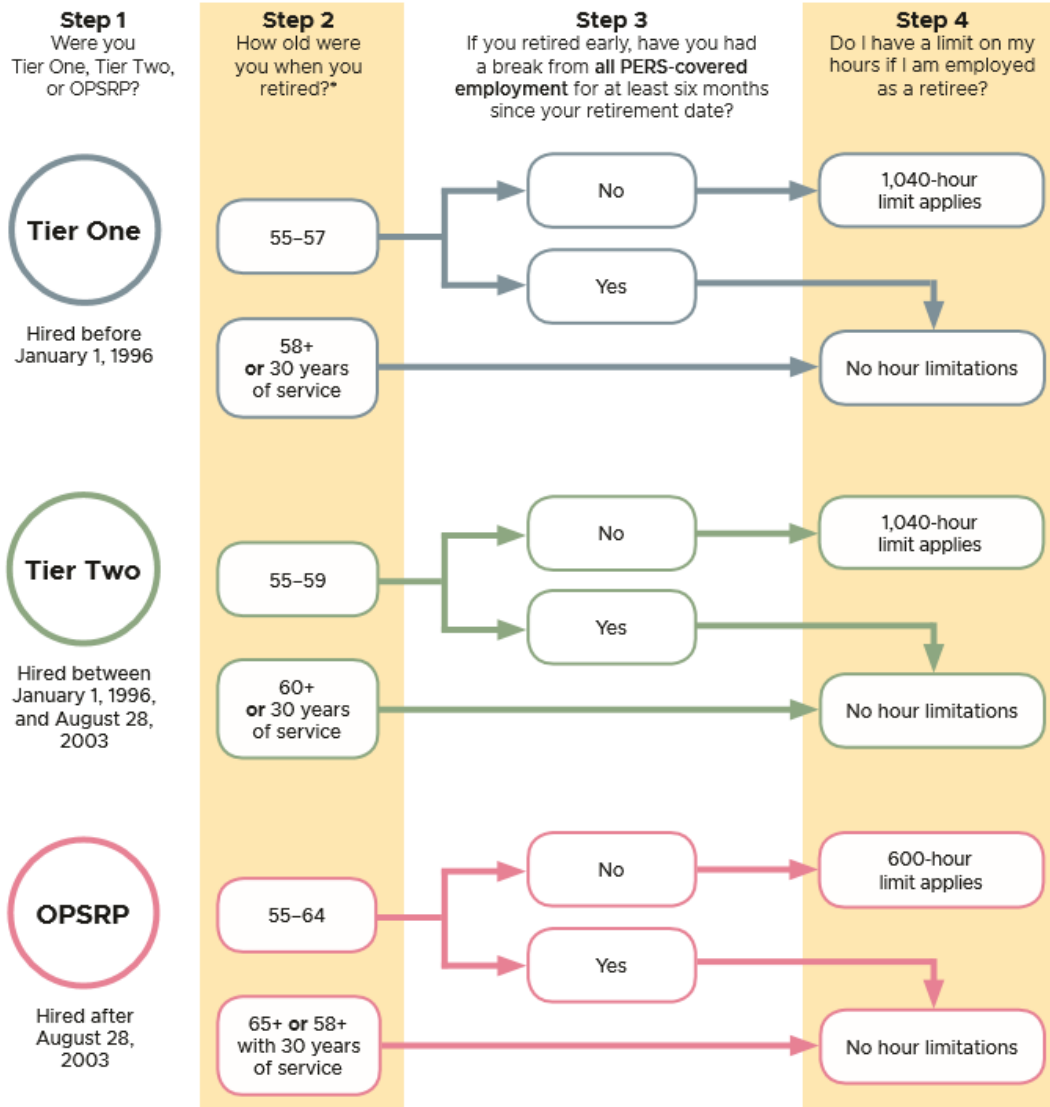 Step 1
Were you
Tier One, Tier Two,
or OPSRP?
Step 2
How old were
you when you
retired?*
Step 3
If you retired early, have you had
a break from all PERS-covered
employment for at least six months
since your retirement date?
Step 4
Do I have a limit on my
hours if I am employed
as a retiree?
Tier One
Hired before
January 1, 1996
55–57
No
1,040-hour
limit applies
Yes
58+
or 30 years
of service
No hour limitations
Tier Two
Hired between
January 1, 1996,
and August 28,
2003
55–59
No
1,040-hour
limit applies
Yes
60+
or 30 years
of service
No hour limitations
OPSRP
Hired after
August 28,
2003
55–64
No
600-hour
limit applies
Yes
65+ or 58+
with 30 years
of service
No hour limitations